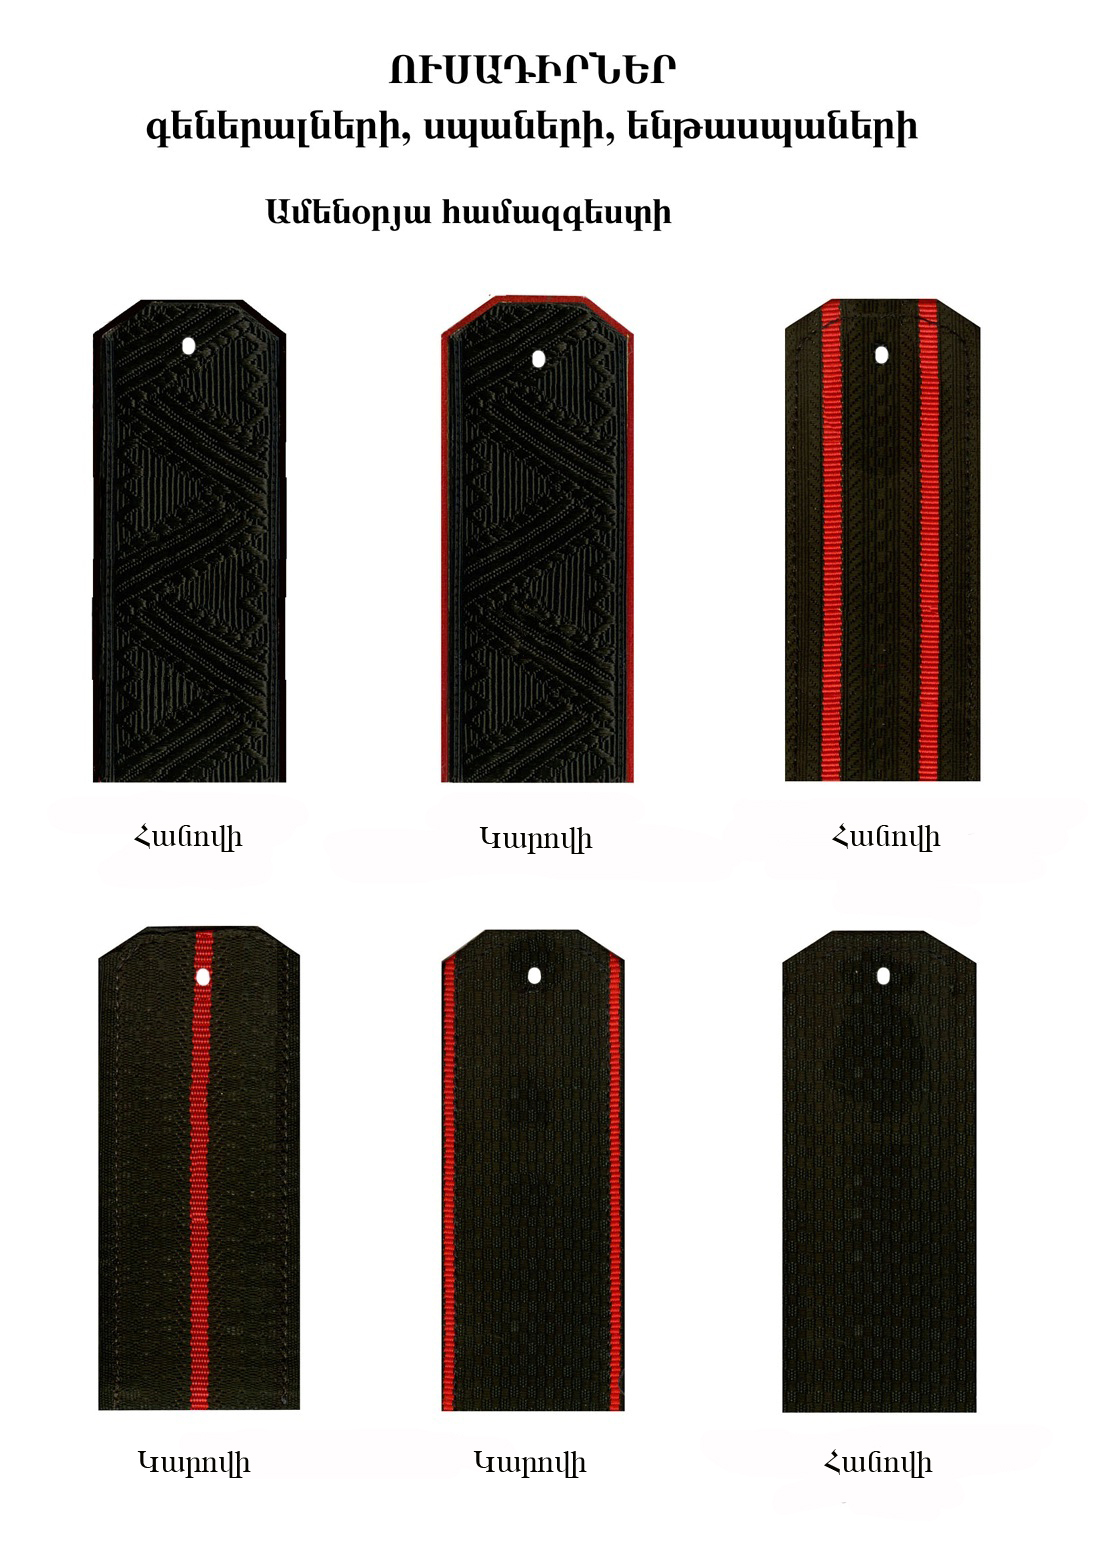 ՈՒՍԱԴԻՐՆԵՐ
գեներալների, սպաների, ենթասպաների
Ամենօրյա համազգեստի
Հանովի
Կարովի
Հանովի
Կարովի
Կարովի
Հանովի